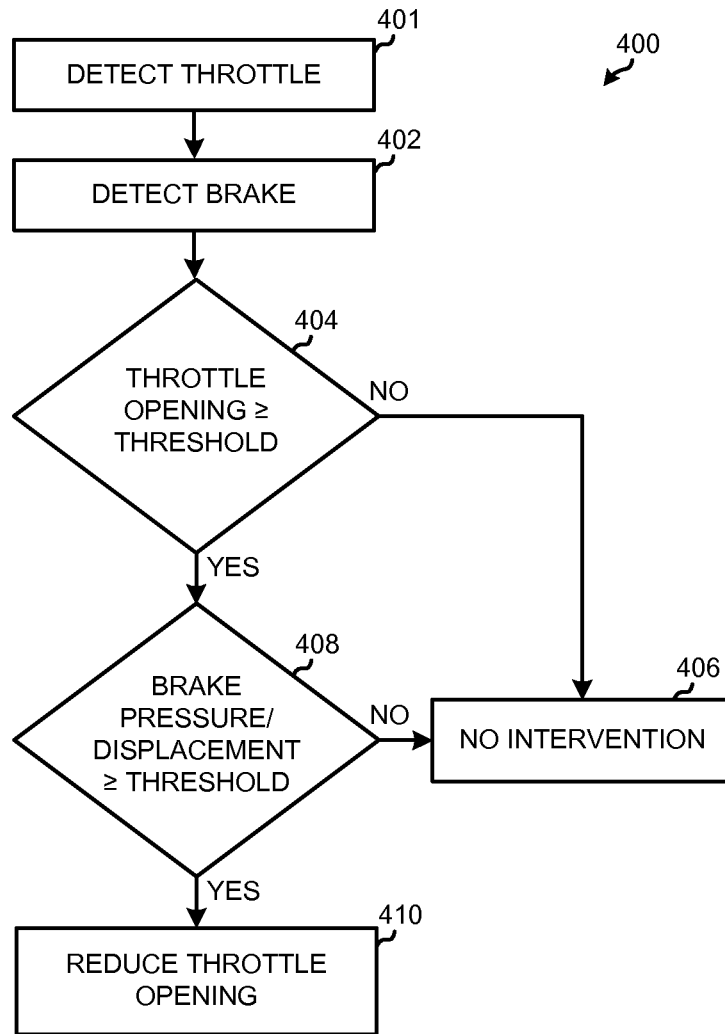 401
400
DETECT THROTTLE
402
DETECT BRAKE
404
THROTTLE
OPENING ≥
THRESHOLD
NO
YES
408
BRAKE
PRESSURE/
DISPLACEMENT
≥ THRESHOLD
NO
406
NO INTERVENTION
YES
410
REDUCE THROTTLE
OPENING